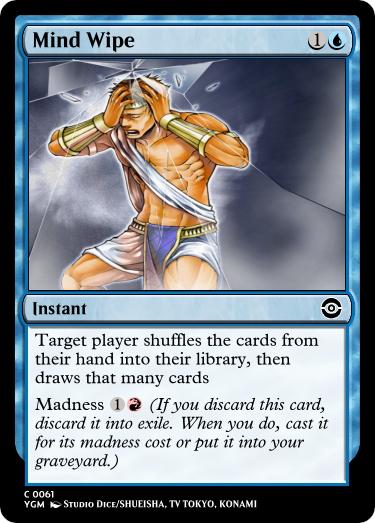 Mind Wipe 1
Instant
Target player shuffles the cards from
their hand into their library, then
draws that many cards
Madness 1 (If you discard this card,
discard it into exile. When you do, cast it
for its madness cost or put it into your
graveyard.)
C 0061
YGM STUDIO DICE/SHUEISHA, TV TOKYO, KONAMI